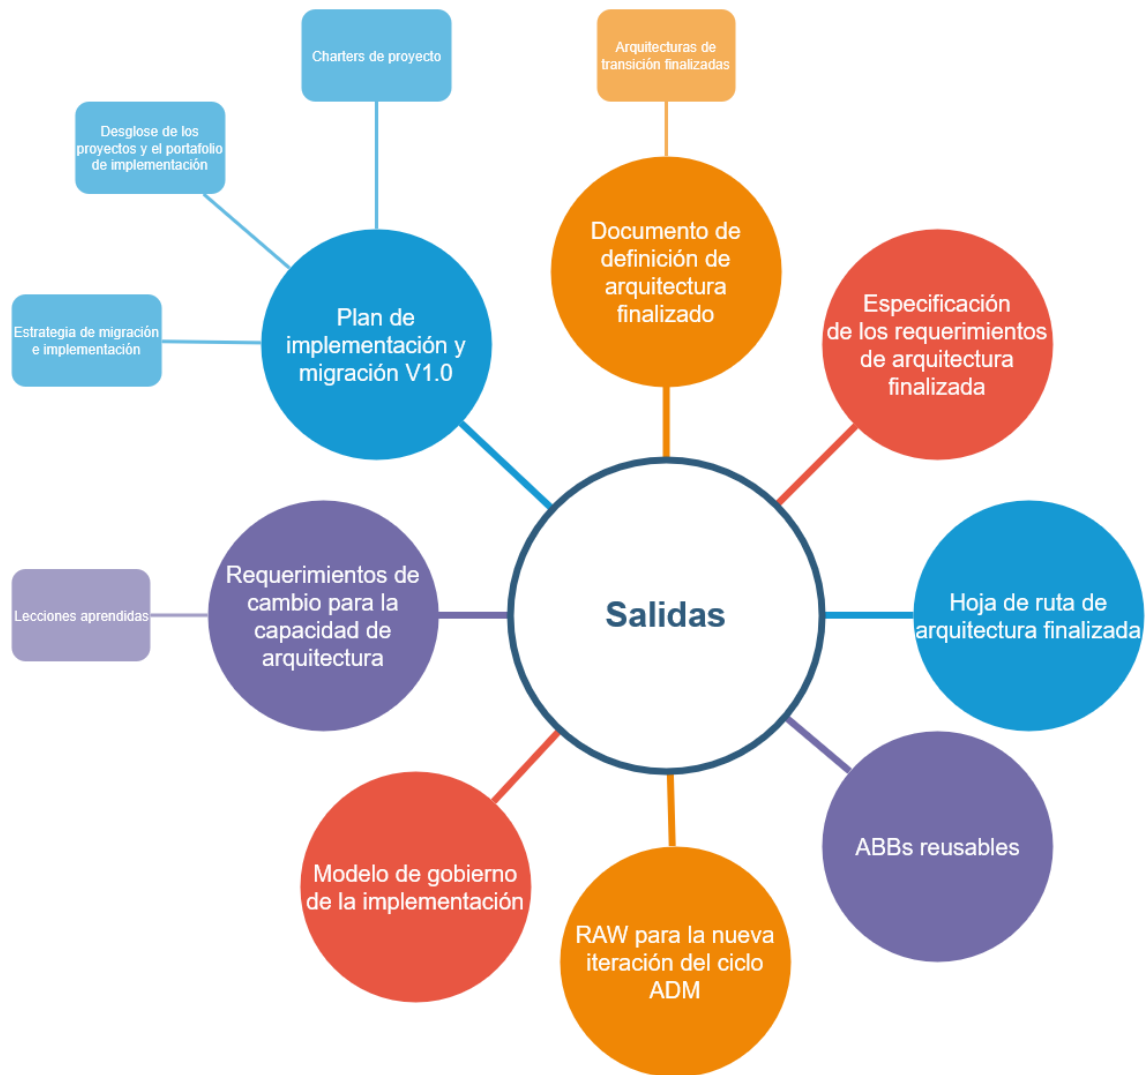 Charters de proyecto
Arquitecturas de
transición finalizadas
Desglose de los
proyectos y el portafolio
de implementación
Documento de
definición de
arquitectura
finalizado
Plan de
implementación y
migración V1.0
Especificación
de los requerimientos
de arquitectura
finalizada
Estrategia de migración
e implementación
Requerimientos de
cambio para la
capacidad de
arquitectura
Lecciones aprendidas
Salidas
Hoja de ruta de
arquitectura finalizada
Modelo de gobierno
de la implementación
ABBs reusables
RAW para la nueva
iteración del ciclo
ADM